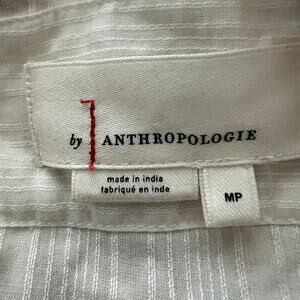 by ANTHROPOLOGIE
made in india
fabriqué en inde
MP